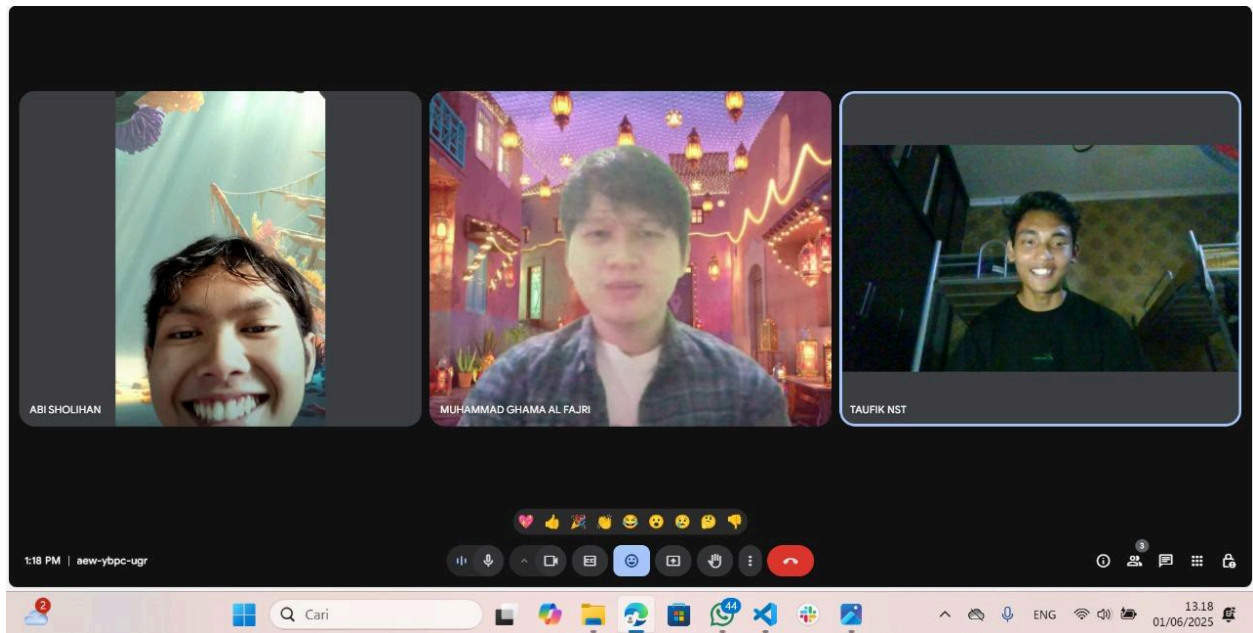 ABI SHOLIHAN
MUHAMMAD GHAMA AL FAJRI
TAUFIK NST
1:18 PM | aew-ybpc-ugr
3
2
Cari
44
ENG
13.18
01/06/2025